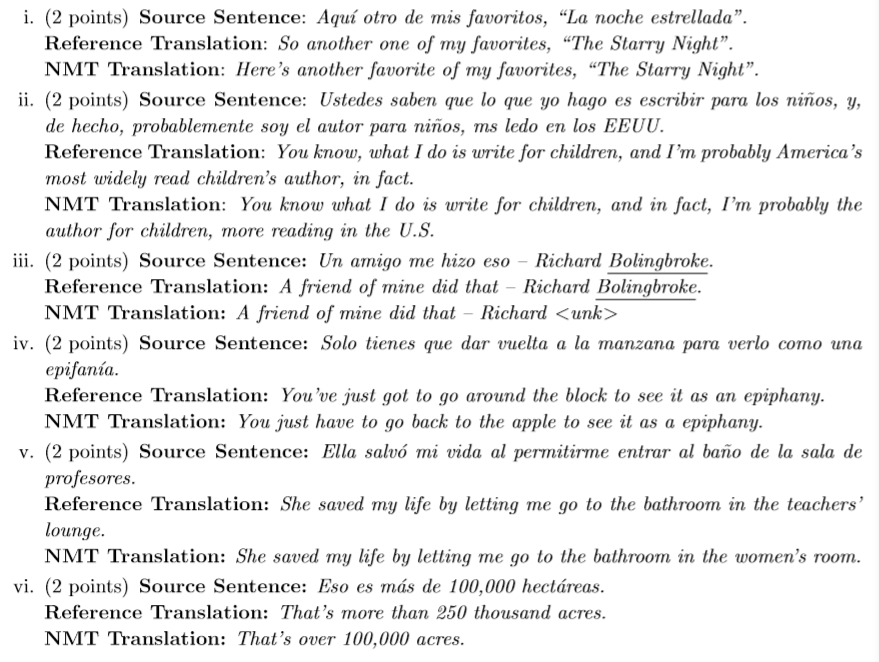 i. (2 points) Source Sentence: Aquí otro de mis favoritos, “La noche estrellada”.
Reference Translation: So another one of my favorites, “The Starry Night”.
NMT Translation: Here’s another favorite of my favorites, “The Starry Night”.
ii. (2 points) Source Sentence: Ustedes saben que lo que yo hago es escribir para los niños, y,
de hecho, probablemente soy el autor para niños, ms ledo en los EEUU.
Reference Translation: You know, what I do is write for children, and I’m probably America’s
most widely read children’s author, in fact.
NMT Translation: You know what I do is write for children, and in fact, I’m probably the
author for children, more reading in the U.S.
iii. (2 points) Source Sentence: Un amigo me hizo eso – Richard Bolingbroke.
Reference Translation: A friend of mine did that – Richard Bolingbroke.
NMT Translation: A friend of mine did that – Richard <unk>
iv. (2 points) Source Sentence: Solo tienes que dar vuelta a la manzana para verlo como una
epifanía.
Reference Translation: You’ve just got to go around the block to see it as an epiphany.
NMT Translation: You just have to go back to the apple to see it as a epiphany.
v. (2 points) Source Sentence: Ella salvó mi vida al permitirme entrar al baño de la sala de
profesores.
Reference Translation: She saved my life by letting me go to the bathroom in the teachers’
lounge.
NMT Translation: She saved my life by letting me go to the bathroom in the women’s room.
vi. (2 points) Source Sentence: Eso es más de 100,000 hectáreas.
Reference Translation: That’s more than 250 thousand acres.
NMT Translation: That’s over 100,000 acres.